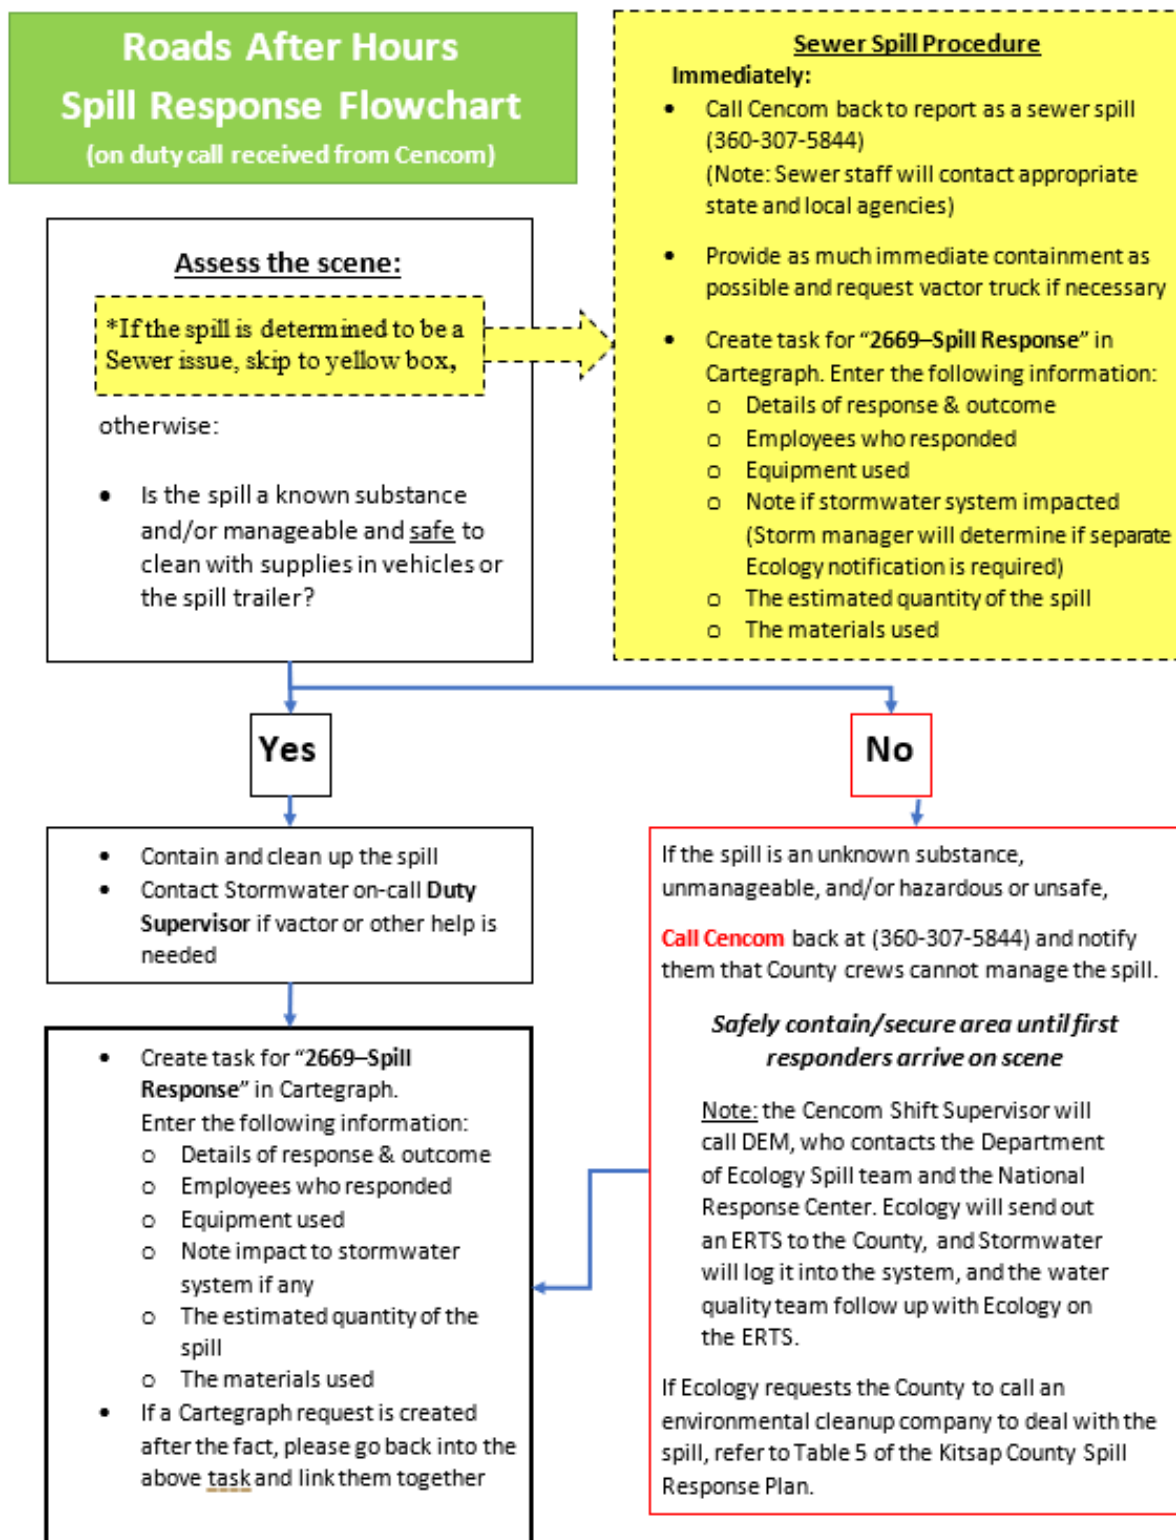 Roads After Hours
Spill Response Flowchart
(on duty call received from Cencom)
Sewer Spill Procedure
Immediately:
• Call Cencom back to report as a sewer spill
(360-307-5844)
(Note: Sewer staff will contact appropriate
state and local agencies)
• Provide as much immediate containment as
possible and request vactor truck if necessary
• Create task for “2669–Spill Response” in
Cartegraph. Enter the following information:
o Details of response & outcome
o Employees who responded
o Equipment used
o Note if stormwater system impacted
(Storm manager will determine if separate
Ecology notification is required)
o The estimated quantity of the spill
o The materials used
Assess the scene:
*If the spill is determined to be a
Sewer issue, skip to yellow box,
otherwise:
• Is the spill a known substance
and/or manageable and safe to
clean with supplies in vehicles or
the spill trailer?
Yes
No
• Contain and clean up the spill
• Contact Stormwater on-call Duty
Supervisor if vactor or other help is
needed
• Create task for “2669–Spill
Response” in Cartegraph.
Enter the following information:
o Details of response & outcome
o Employees who responded
o Equipment used
o Note impact to stormwater
system if any
o The estimated quantity of the
spill
o The materials used
• If a Cartegraph request is created
after the fact, please go back into the
above task and link them together
If the spill is an unknown substance,
unmanageable, and/or hazardous or unsafe,
Call Cencom back at (360-307-5844) and notify
them that County crews cannot manage the spill.
Safely contain/secure area until first
responders arrive on scene
Note: the Cencom Shift Supervisor will
call DEM, who contacts the Department
of Ecology Spill team and the National
Response Center. Ecology will send out
an ERTS to the County, and Stormwater
will log it into the system, and the water
quality team follow up with Ecology on
the ERTS.
If Ecology requests the County to call an
environmental cleanup company to deal with the
spill, refer to Table 5 of the Kitsap County Spill
Response Plan.